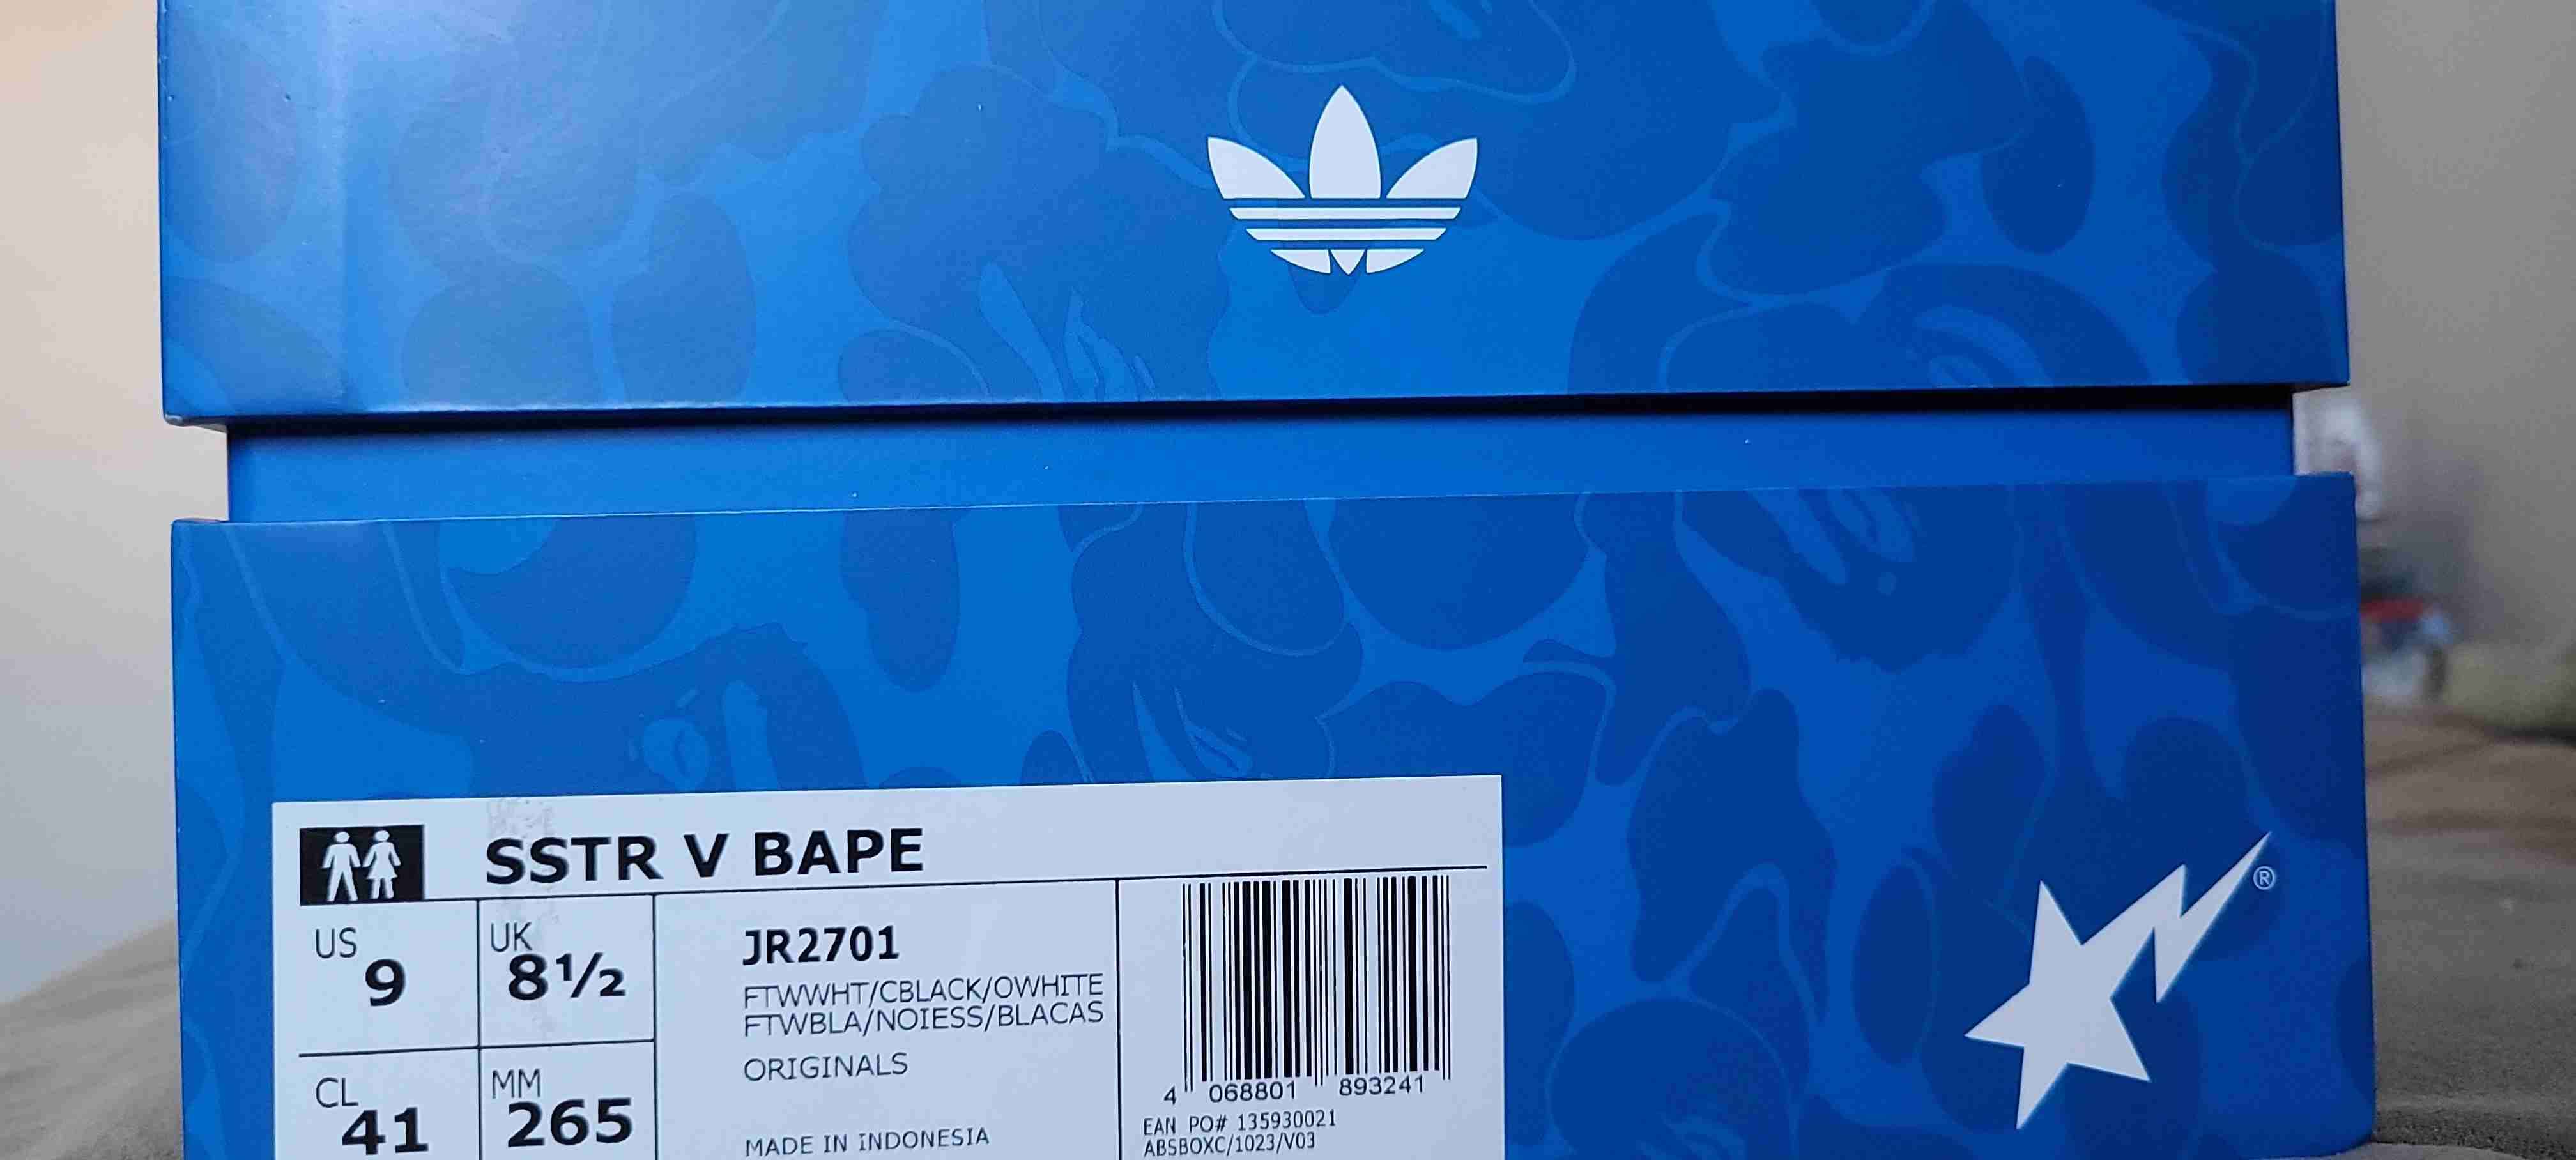 ®
SSTR V BAPE
US
9
UK
8½
CL
41
MM
265
JR2701
FTWWHT/CBLACK/OWHITE
FTWBLA/NOIESS/BLACAS
ORIGINALS
MADE IN INDONESIA
4 068801 893241
EAN PO# 135930021
ABSBOXC/1023/V03